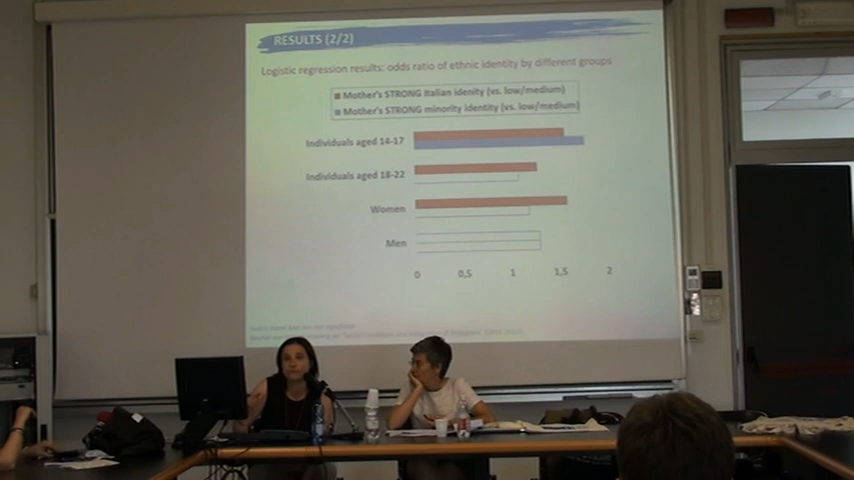 RESULTS (2/2)
Logistic regression results: odds ratio of ethnic identity by different groups
Mother's STRONG Italian idenity (vs. low/medium)
Mother's STRONG minority identity (vs. low/medium)
Individuals aged 14-17
Individuals aged 18-22
Women
Men
0 0,5 1 1,5 2